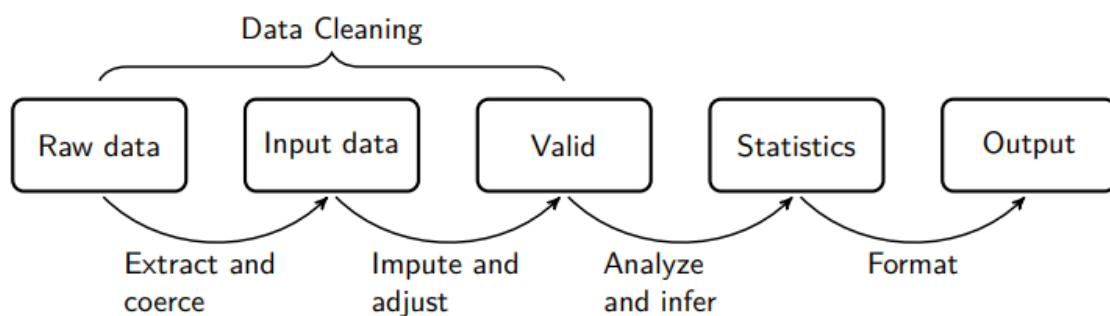 Data Cleaning
Raw data
Input data
Valid
Statistics
Output
Extract and
coerce
Impute and
adjust
Analyze
and infer
Format